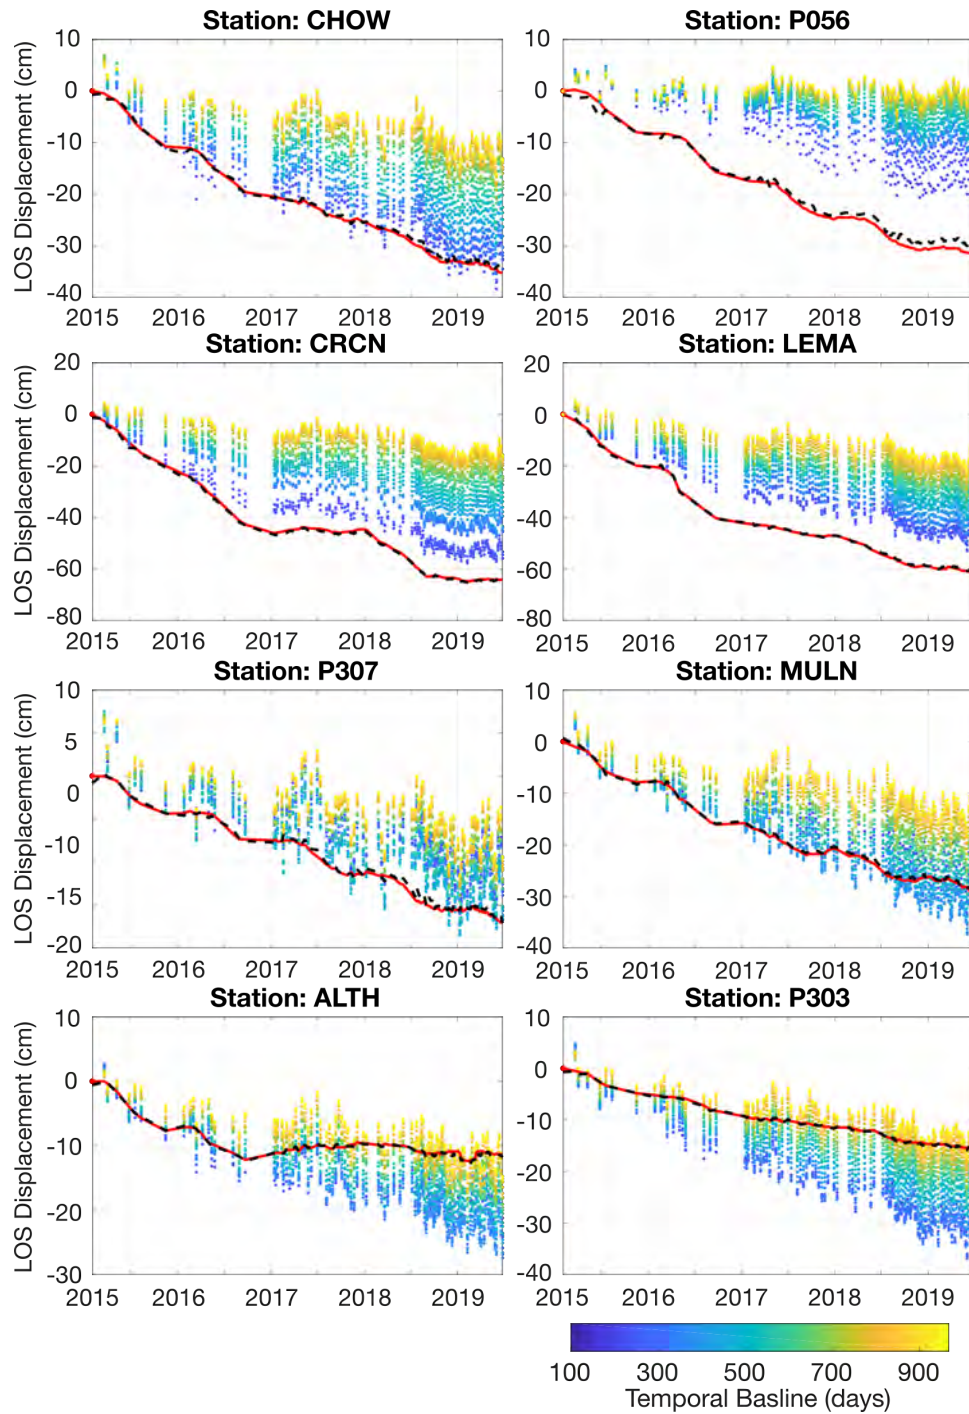 Station: CHOW
Station: P056
LOS Displacement (cm)
10
0
-10
-20
-30
-40
2015 2016 2017 2018 2019
10
0
-10
-20
-30
-40
2015 2016 2017 2018 2019
Station: CRCN
Station: LEMA
LOS Displacement (cm)
20
0
-20
-40
-60
-80
2015 2016 2017 2018 2019
20
0
-20
-40
-60
-80
2015 2016 2017 2018 2019
Station: P307
Station: MULN
LOS Displacement (cm)
10
5
0
-10
-15
-20
2015 2016 2017 2018 2019
10
0
-10
-20
-30
-40
2015 2016 2017 2018 2019
Station: ALTH
Station: P303
LOS Displacement (cm)
10
0
-10
-20
-30
2015 2016 2017 2018 2019
10
0
-10
-20
-30
-40
2015 2016 2017 2018 2019
100 300 500 700 900
Temporal Basline (days)